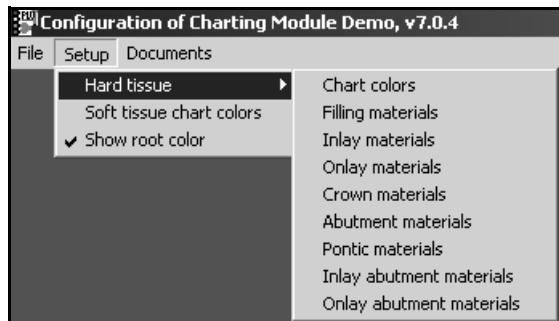 Configuration of Charting Module Demo, v7.0.4
File Setup Documents
Hard tissue
Soft tissue chart colors
Show root color
Chart colors
Filling materials
Inlay materials
Onlay materials
Crown materials
Abutment materials
Pontic materials
Inlay abutment materials
Onlay abutment materials